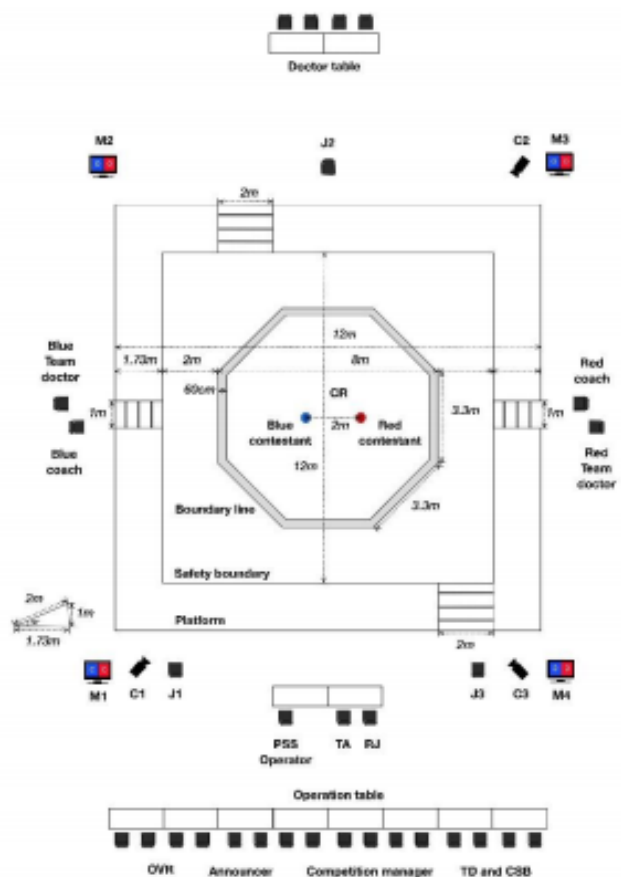 Doctor table
M2
J2
C2
M3
2m
12m
1.73m
2m
8m
60cm
Blue
Team
doctor
1m
Blue
coach
Red
coach
1m
Red
Team
doctor
CR
Blue
contestant
2m
Red
contestant
3.3m
12m
3.3m
Boundary line
Safety boundary
Platform
2m
1m
1.73m
2m
M1
C1
J1
J3
C3
M4
PSS
Operator
TA
RJ
Operation table
OVR
Announcer
Competition manager
TD and CSB